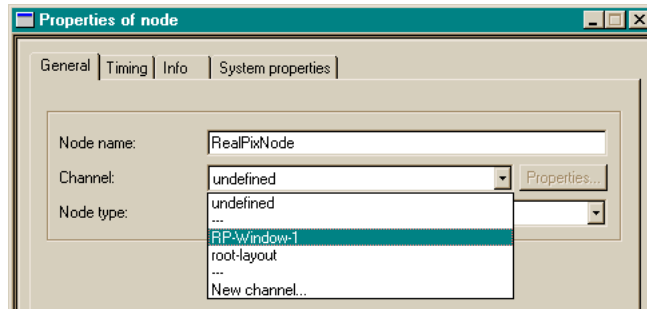 Properties of node
General Timing Info System properties
Node name: RealPixNode
Channel: undefined Properties...
Node type:
undefined
---
RP-Window-1
root-layout
---
New channel...